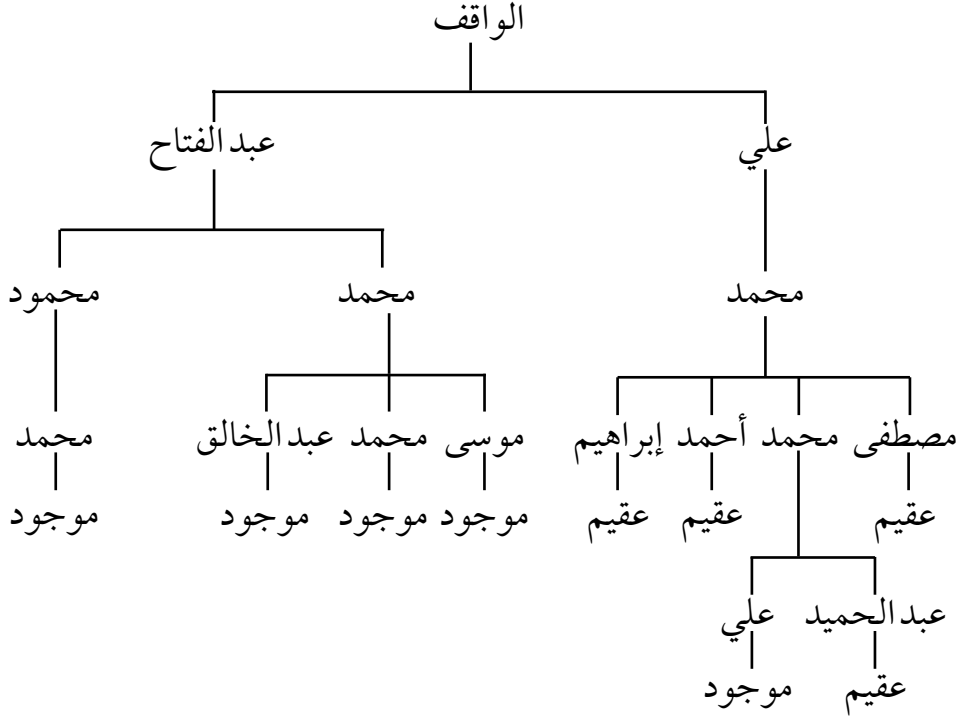 الواقف
علي عبدالفتاح
محمد محمد محمود
مصطفى محمد أحمد إبراهيم موسى محمد عبدالخالق محمد
عقيم عقيم عقيم موجود موجود موجود موجود
عبدالحميد علي
عقيم موجود